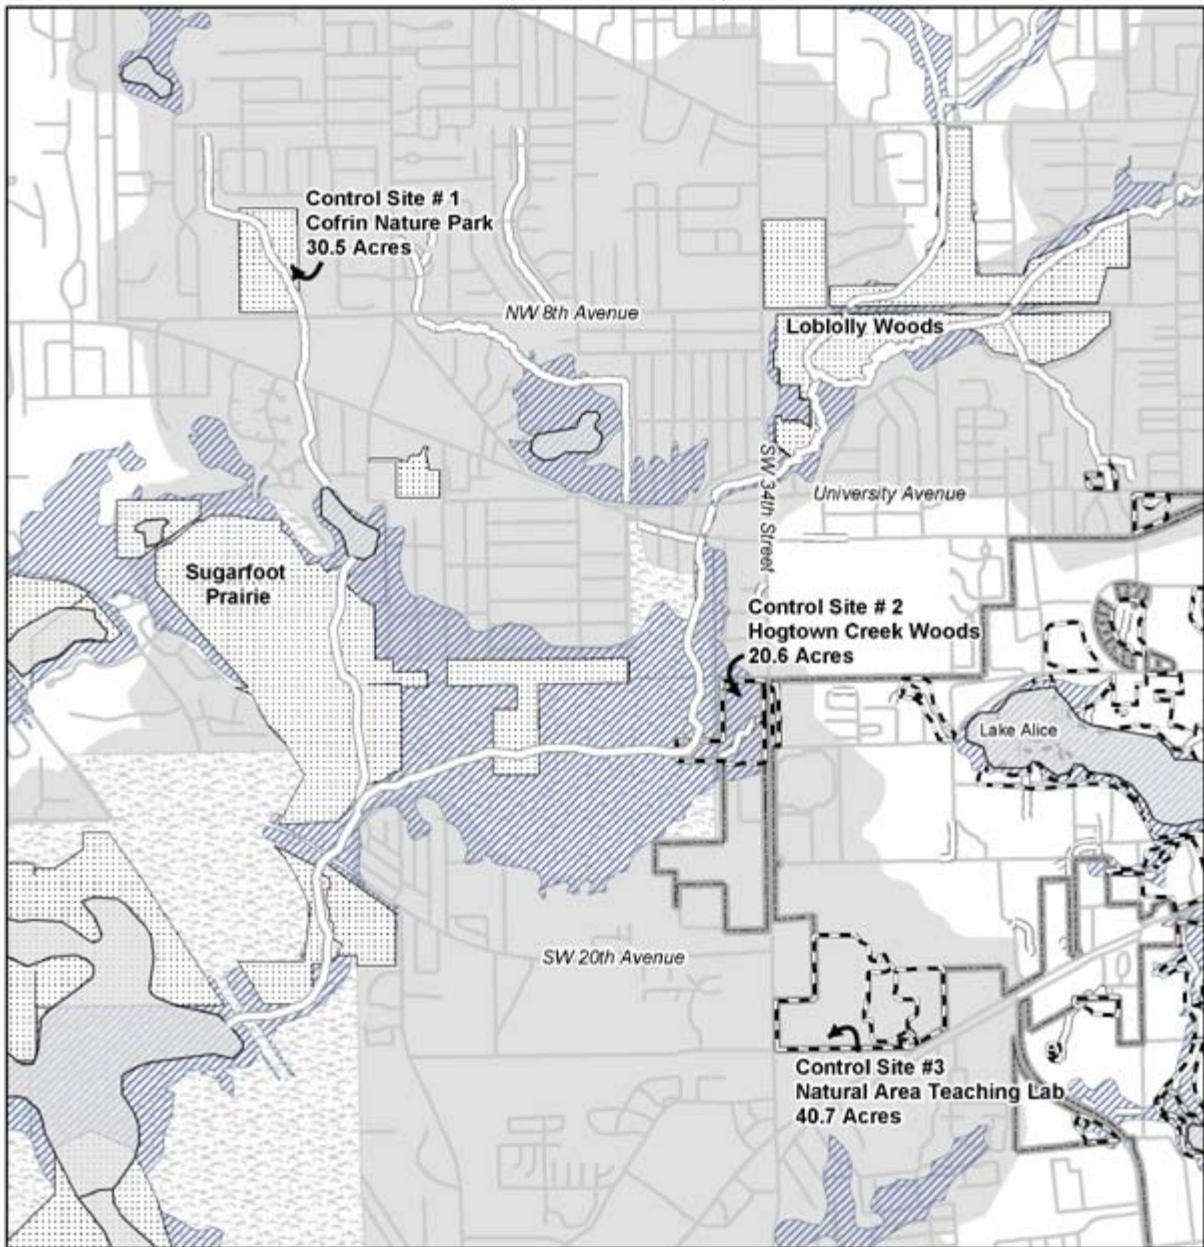 Control Site # 1
Cofrin Nature Park
30.5 Acres
NW 8th Avenue
Loblolly Woods
SW 34th Street
University Avenue
Sugarfoot
Prairie
Control Site # 2
Hogtown Creek Woods
20.6 Acres
Lake Alice
SW 20th Avenue
Control Site #3
Natural Area Teaching Lab
40.7 Acres